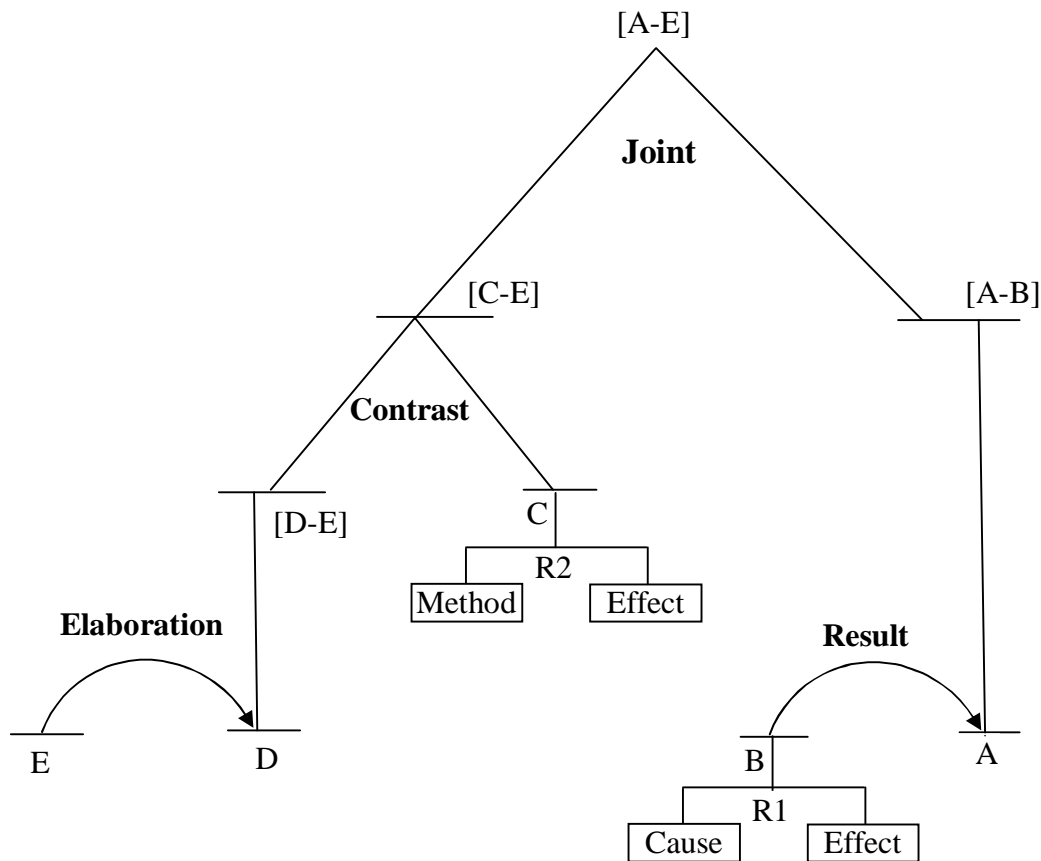 [A-E]
Joint
[C-E]
[A-B]
Contrast
[D-E]
C
R2
Method
Effect
Elaboration
Result
E
D
B
A
R1
Cause
Effect